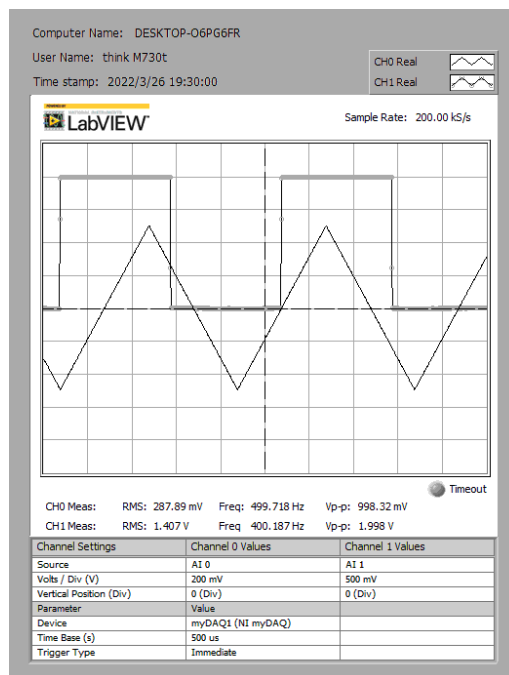 Computer Name: DESKTOP-O6PG6FR
User Name: think M730t
Time stamp: 2022/3/26 19:30:00
CH0 Real
CH1 Real
NATIONAL INSTRUMENTS
LabVIEW
Sample Rate: 200.00 kS/s
Timeout
CH0 Meas: RMS: 287.89 mV Freq: 499.718 Hz Vp-p: 998.32 mV
CH1 Meas: RMS: 1.407 V Freq 400.187 Hz Vp-p: 1.998 V
Channel Settings Channel 0 Values Channel 1 Values
Source AI 0 AI 1
Volts / Div (V) 200 mV 500 mV
Vertical Position (Div) 0 (Div) 0 (Div)
Parameter Value
Device myDAQ1 (NI myDAQ)
Time Base (s) 500 us
Trigger Type Immediate